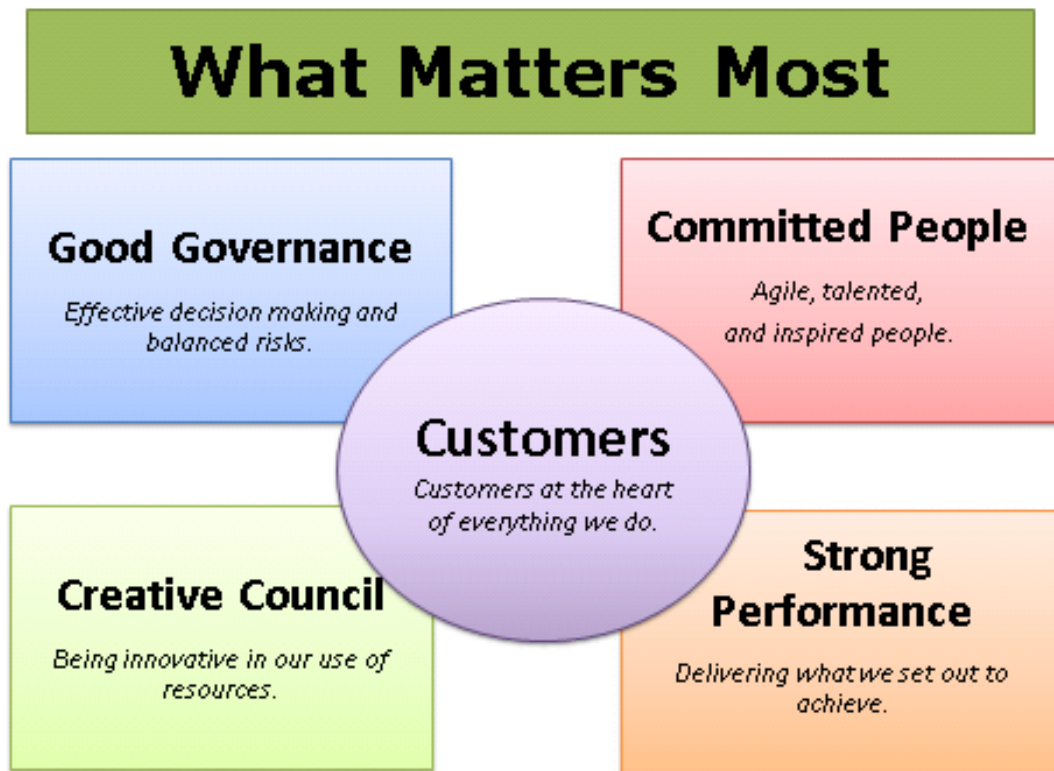 What Matters Most
Good Governance
Effective decision making and
balanced risks.
Committed People
Agile, talented,
and inspired people.
Customers
Customers at the heart
of everything we do.
Creative Council
Being innovative in our use of
resources.
Strong
Performance
Delivering what we set out to
achieve.